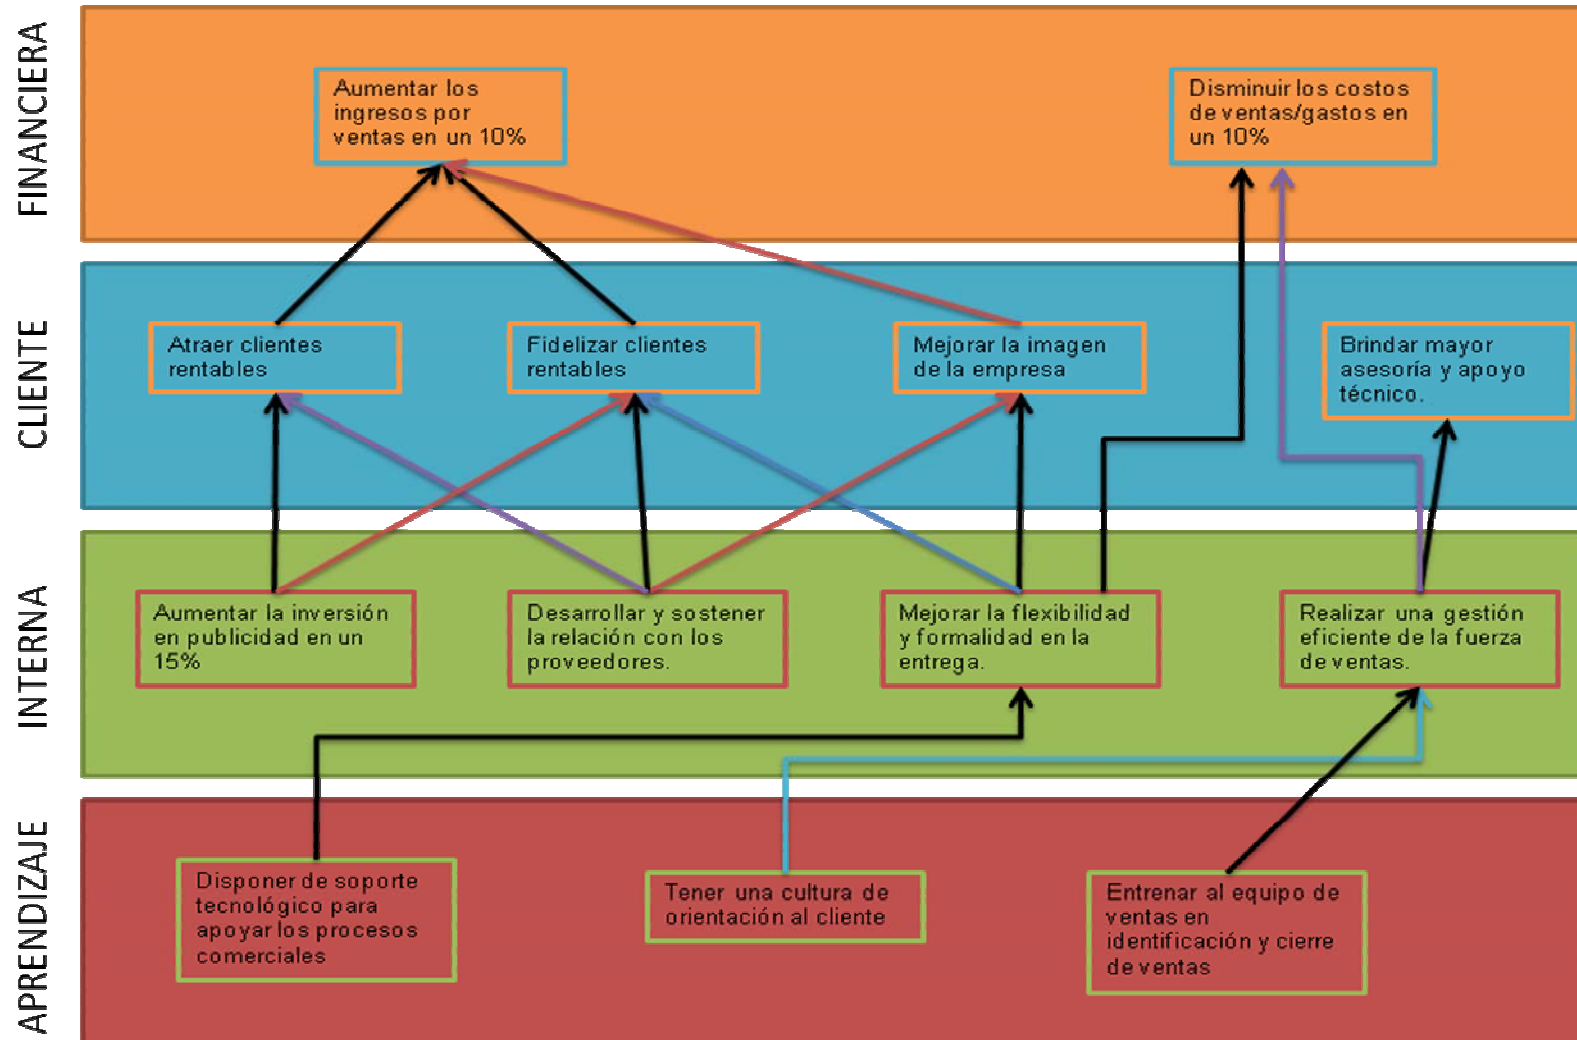 FINANCIERA
Aumentar los
ingresos por
ventas en un 10%
Disminuir los costos
de ventas/gastos en
un 10%
CLIENTE
Atraer clientes
rentables
Fidelizar clientes
rentables
Mejorar la imagen
de la empresa
Brindar mayor
asesoría y apoyo
técnico.
INTERNA
Aumentar la inversión
en publicidad en un
15%
Desarrollar y sostener
la relación con los
proveedores.
Mejorar la flexibilidad
y formalidad en la
entrega.
Realizar una gestión
eficiente de la fuerza
de ventas.
APRENDIZAJE
Disponer de soporte
tecnológico para
apoyar los procesos
comerciales
Tener una cultura de
orientación al cliente
Entrenar al equipo de
ventas en
identificación y cierre
de ventas